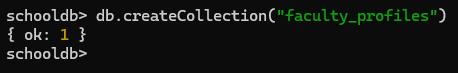 schooldb> db.createCollection("faculty_profiles")
{ ok: 1 }
schooldb>